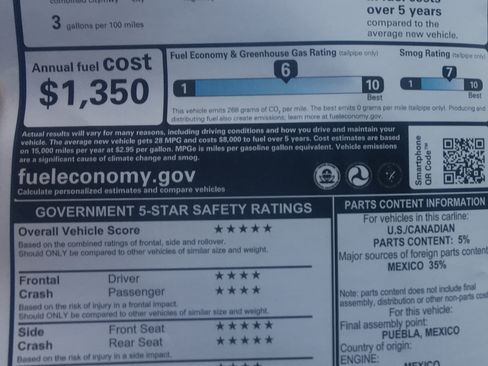 3 gallons per 100 miles
over 5 years
compared to the
average new vehicle.
Annual fuel cost
$1,350
Fuel Economy & Greenhouse Gas Rating (tailpipe only)
Smog Rating (tailpipe only)
6
7
1
10
Best
1
10
Best
This vehicle emits 268 grams of CO2 per mile. The best emits 0 grams per mile (tailpipe only). Producing and
distributing fuel also create emissions; learn more at fueleconomy.gov.
Actual results will vary for many reasons, including driving conditions and how you drive and maintain your
vehicle. The average new vehicle gets 28 MPG and costs $8,000 to fuel over 5 years. Cost estimates are based
on 15,000 miles per year at $2.95 per gallon. MPGe is miles per gasoline gallon equivalent. Vehicle emissions
are a significant cause of climate change and smog.
fueleconomy.gov
Calculate personalized estimates and compare vehicles
Smartphone
QR Code™
GOVERNMENT 5-STAR SAFETY RATINGS
Overall Vehicle Score ★★★★★
Based on the combined ratings of frontal, side and rollover.
Should ONLY be compared to other vehicles of similar size and weight.
Frontal Driver ★★★★
Crash Passenger ★★★★
Based on the risk of injury in a frontal impact.
Should ONLY be compared to other vehicles of similar size and weight.
Side Front Seat ★★★★★
Crash Rear Seat ★★★★★
Based on the risk of injury in a side impact.
PARTS CONTENT INFORMATION
For vehicles in this carline:
U.S./CANADIAN
PARTS CONTENT: 5%
Major sources of foreign parts content
MEXICO 35%
Note: parts content does not include final
assembly, distribution or other non-parts cost
For this vehicle:
Final assembly point:
PUEBLA, MEXICO
Country of origin:
ENGINE:
MEXICO